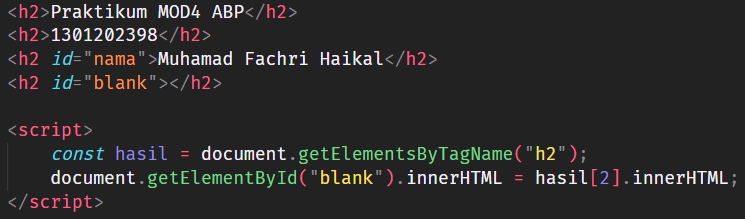 <h2>Praktikum MOD4 ABP</h2>
<h2>1301202398</h2>
<h2 id="nama">Muhamad Fachri Haikal</h2>
<h2 id="blank"></h2>

<script>
    const hasil = document.getElementsByTagName("h2");
    document.getElementById("blank").innerHTML = hasil[2].innerHTML;
</script>